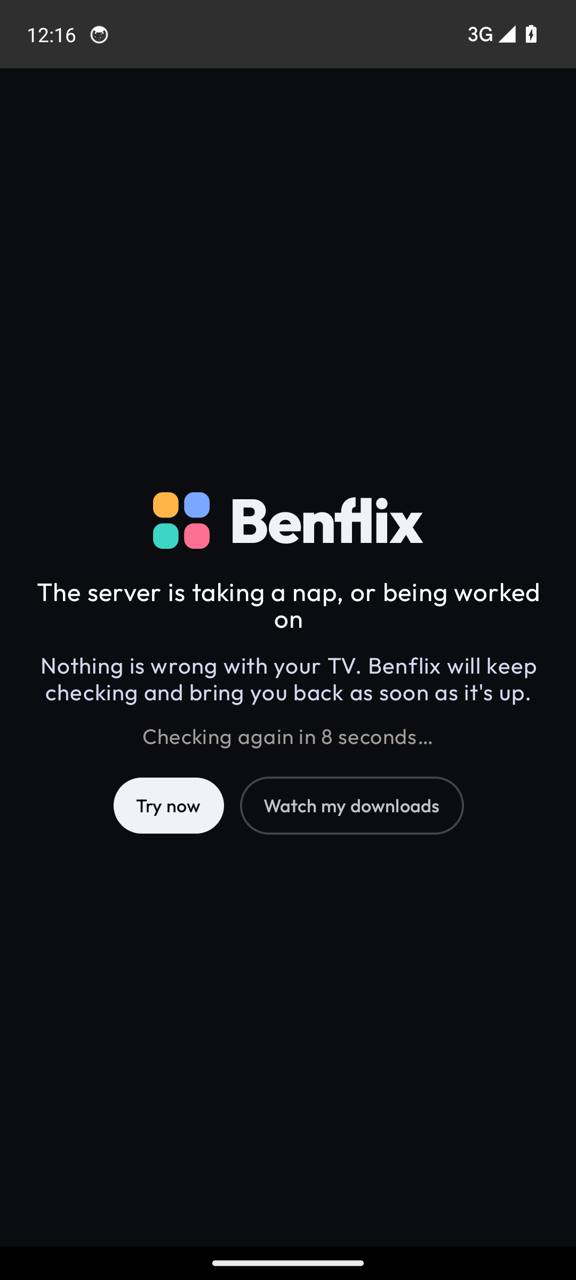 12:16
3G
Benflix
The server is taking a nap, or being worked
on
Nothing is wrong with your TV. Benflix will keep
checking and bring you back as soon as it's up.
Checking again in 8 seconds…
Try now
Watch my downloads